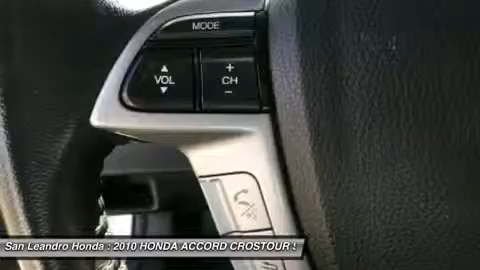 MODE
+
VOL CH
-
San Leandro Honda : 2010 HONDA ACCORD CROSTOUR